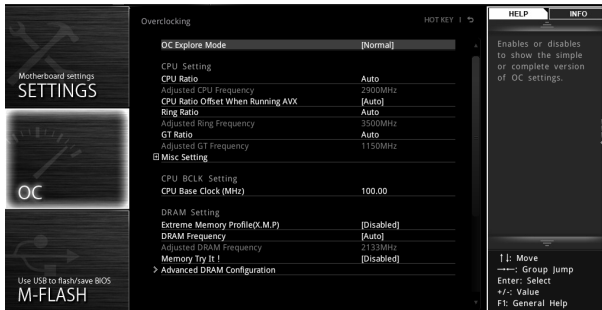 Motherboard settings
SETTINGS
OC
Use USB to flash/save BIOS
M-FLASH
Overclocking
HOT KEY
OC Explore Mode [Normal]
CPU Setting
CPU Ratio Auto
Adjusted CPU Frequency 2900MHz
CPU Ratio Offset When Running AVX [Auto]
Ring Ratio Auto
Adjusted Ring Frequency 3500MHz
GT Ratio Auto
Adjusted GT Frequency 1150MHz
Misc Setting
CPU BCLK Setting
CPU Base Clock (MHz) 100.00
DRAM Setting
Extreme Memory Profile(X.M.P) [Disabled]
DRAM Frequency [Auto]
Adjusted DRAM Frequency 2133MHz
Memory Try It ! [Disabled]
Advanced DRAM Configuration
HELP
INFO
Enables or disables
to show the simple
or complete version
of OC settings.
↑↓: Move
→←: Group Jump
Enter: Select
+/-: Value
F1: General Help